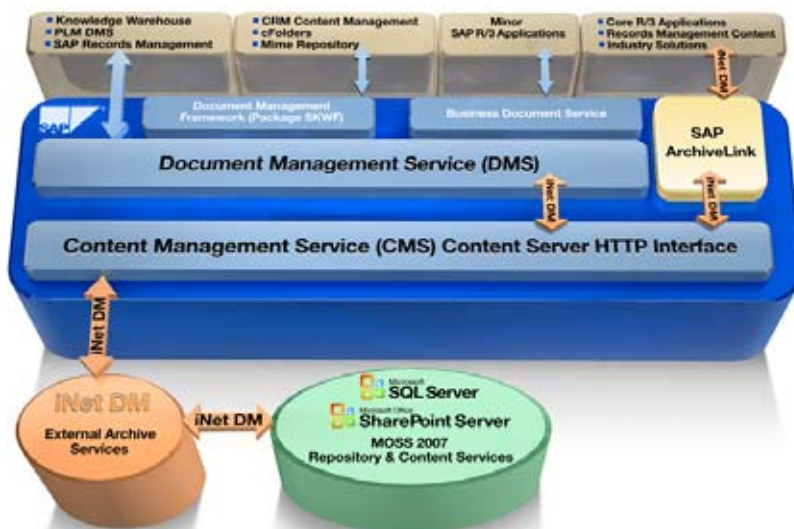 Knowledge Warehouse
PLM DMS
SAP Records Management
CRM Content Management
cFolders
Mime Repository
Minor
SAP R/3 Applications
Core R/3 Applications
Records Management Content
Industry Solutions
iNet DM
SAP
Document Management
Framework (Package SKWF)
Business Document Service
SAP
ArchiveLink
Document Management Service (DMS)
iNet DM
iNet DM
Content Management Service (CMS) Content Server HTTP Interface
iNet DM
iNet DM
External Archive
Services
iNet DM
Microsoft
SQL Server
Microsoft Office
SharePoint Server
MOSS 2007
Repository & Content Services